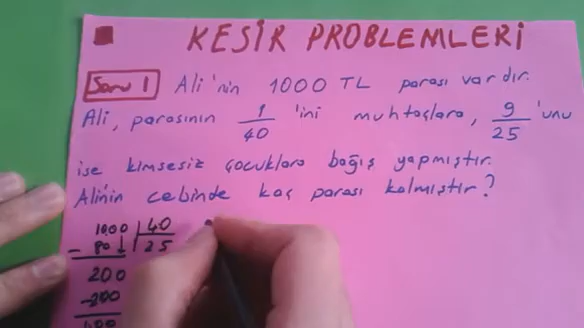 KESİR PROBLEMLERİ
Soru 1 Ali'nin 1000 TL parası vardır.
Ali, parasının 1/40 'ini muhtaçlara, 9/25 'unu
ise kimsesiz çocuklara bağış yapmıştır.
Ali'nin cebinde kaç parası kalmıştır?
1000 | 40
- 80 | 25
200
-200